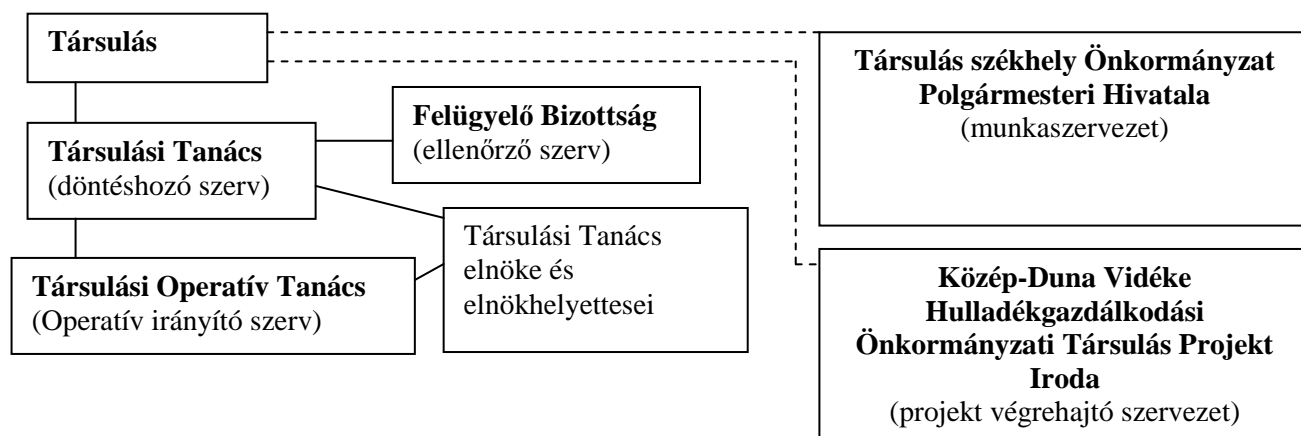 Társulás
Társulási Tanács
(döntéshozó szerv)
Társulási Operatív Tanács
(Operatív irányító szerv)
Felügyelő Bizottság
(ellenőrző szerv)
Társulási Tanács
elnöke és
elnökhelyettesei
Társulás székhely Önkormányzat
Polgármesteri Hivatala
(munkaszervezet)
Közép-Duna Vidéke
Hulladékgazdálkodási
Önkormányzati Társulás Projekt
Iroda
(projekt végrehajtó szervezet)